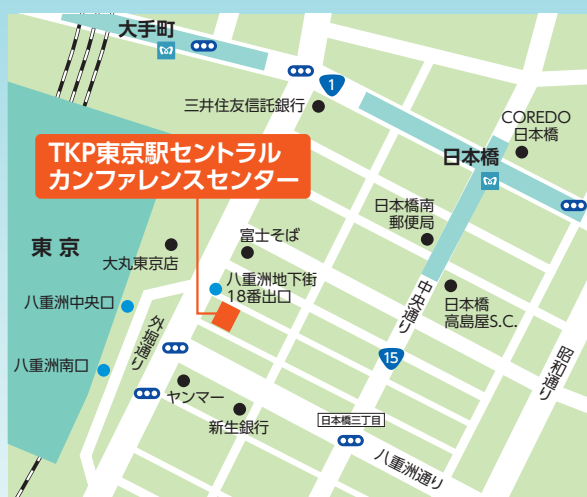 大手町
1
三井住友信託銀行
COREDO
日本橋
TKP東京駅セントラル
カンファレンスセンター
日本橋
日本橋南
郵便局
東京
富士そば
大丸東京店
八重洲地下街
18番出口
中央通り
日本橋
高島屋S.C.
八重洲中央口
外堀通り
昭和通り
八重洲南口
15
ヤンマー
新生銀行
日本橋三丁目
八重洲通り